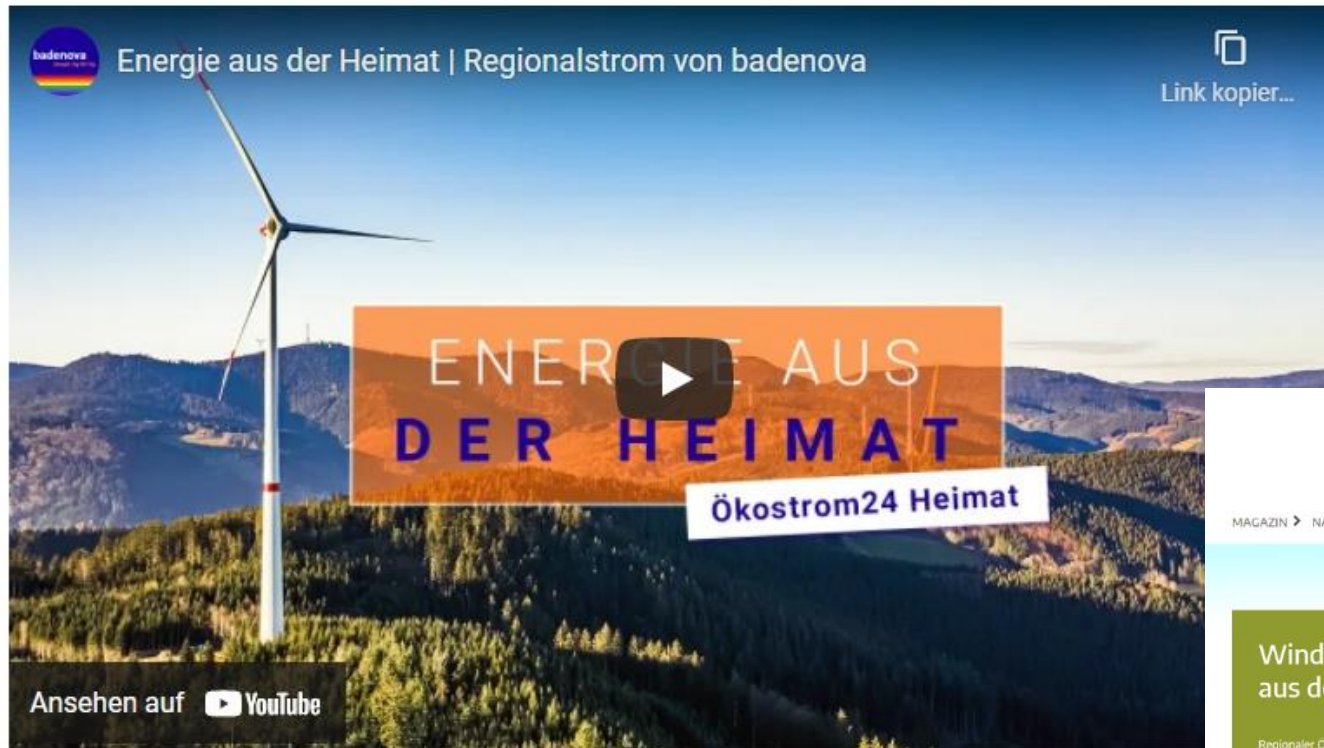 badenova
Energie aus der Heimat | Regionalstrom von badenova
Link kopier...
ENERGIE AUS
DER HEIMAT
Ökostrom24 Heimat
Ansehen auf YouTube
MAGAZIN
Wind
Regionaler